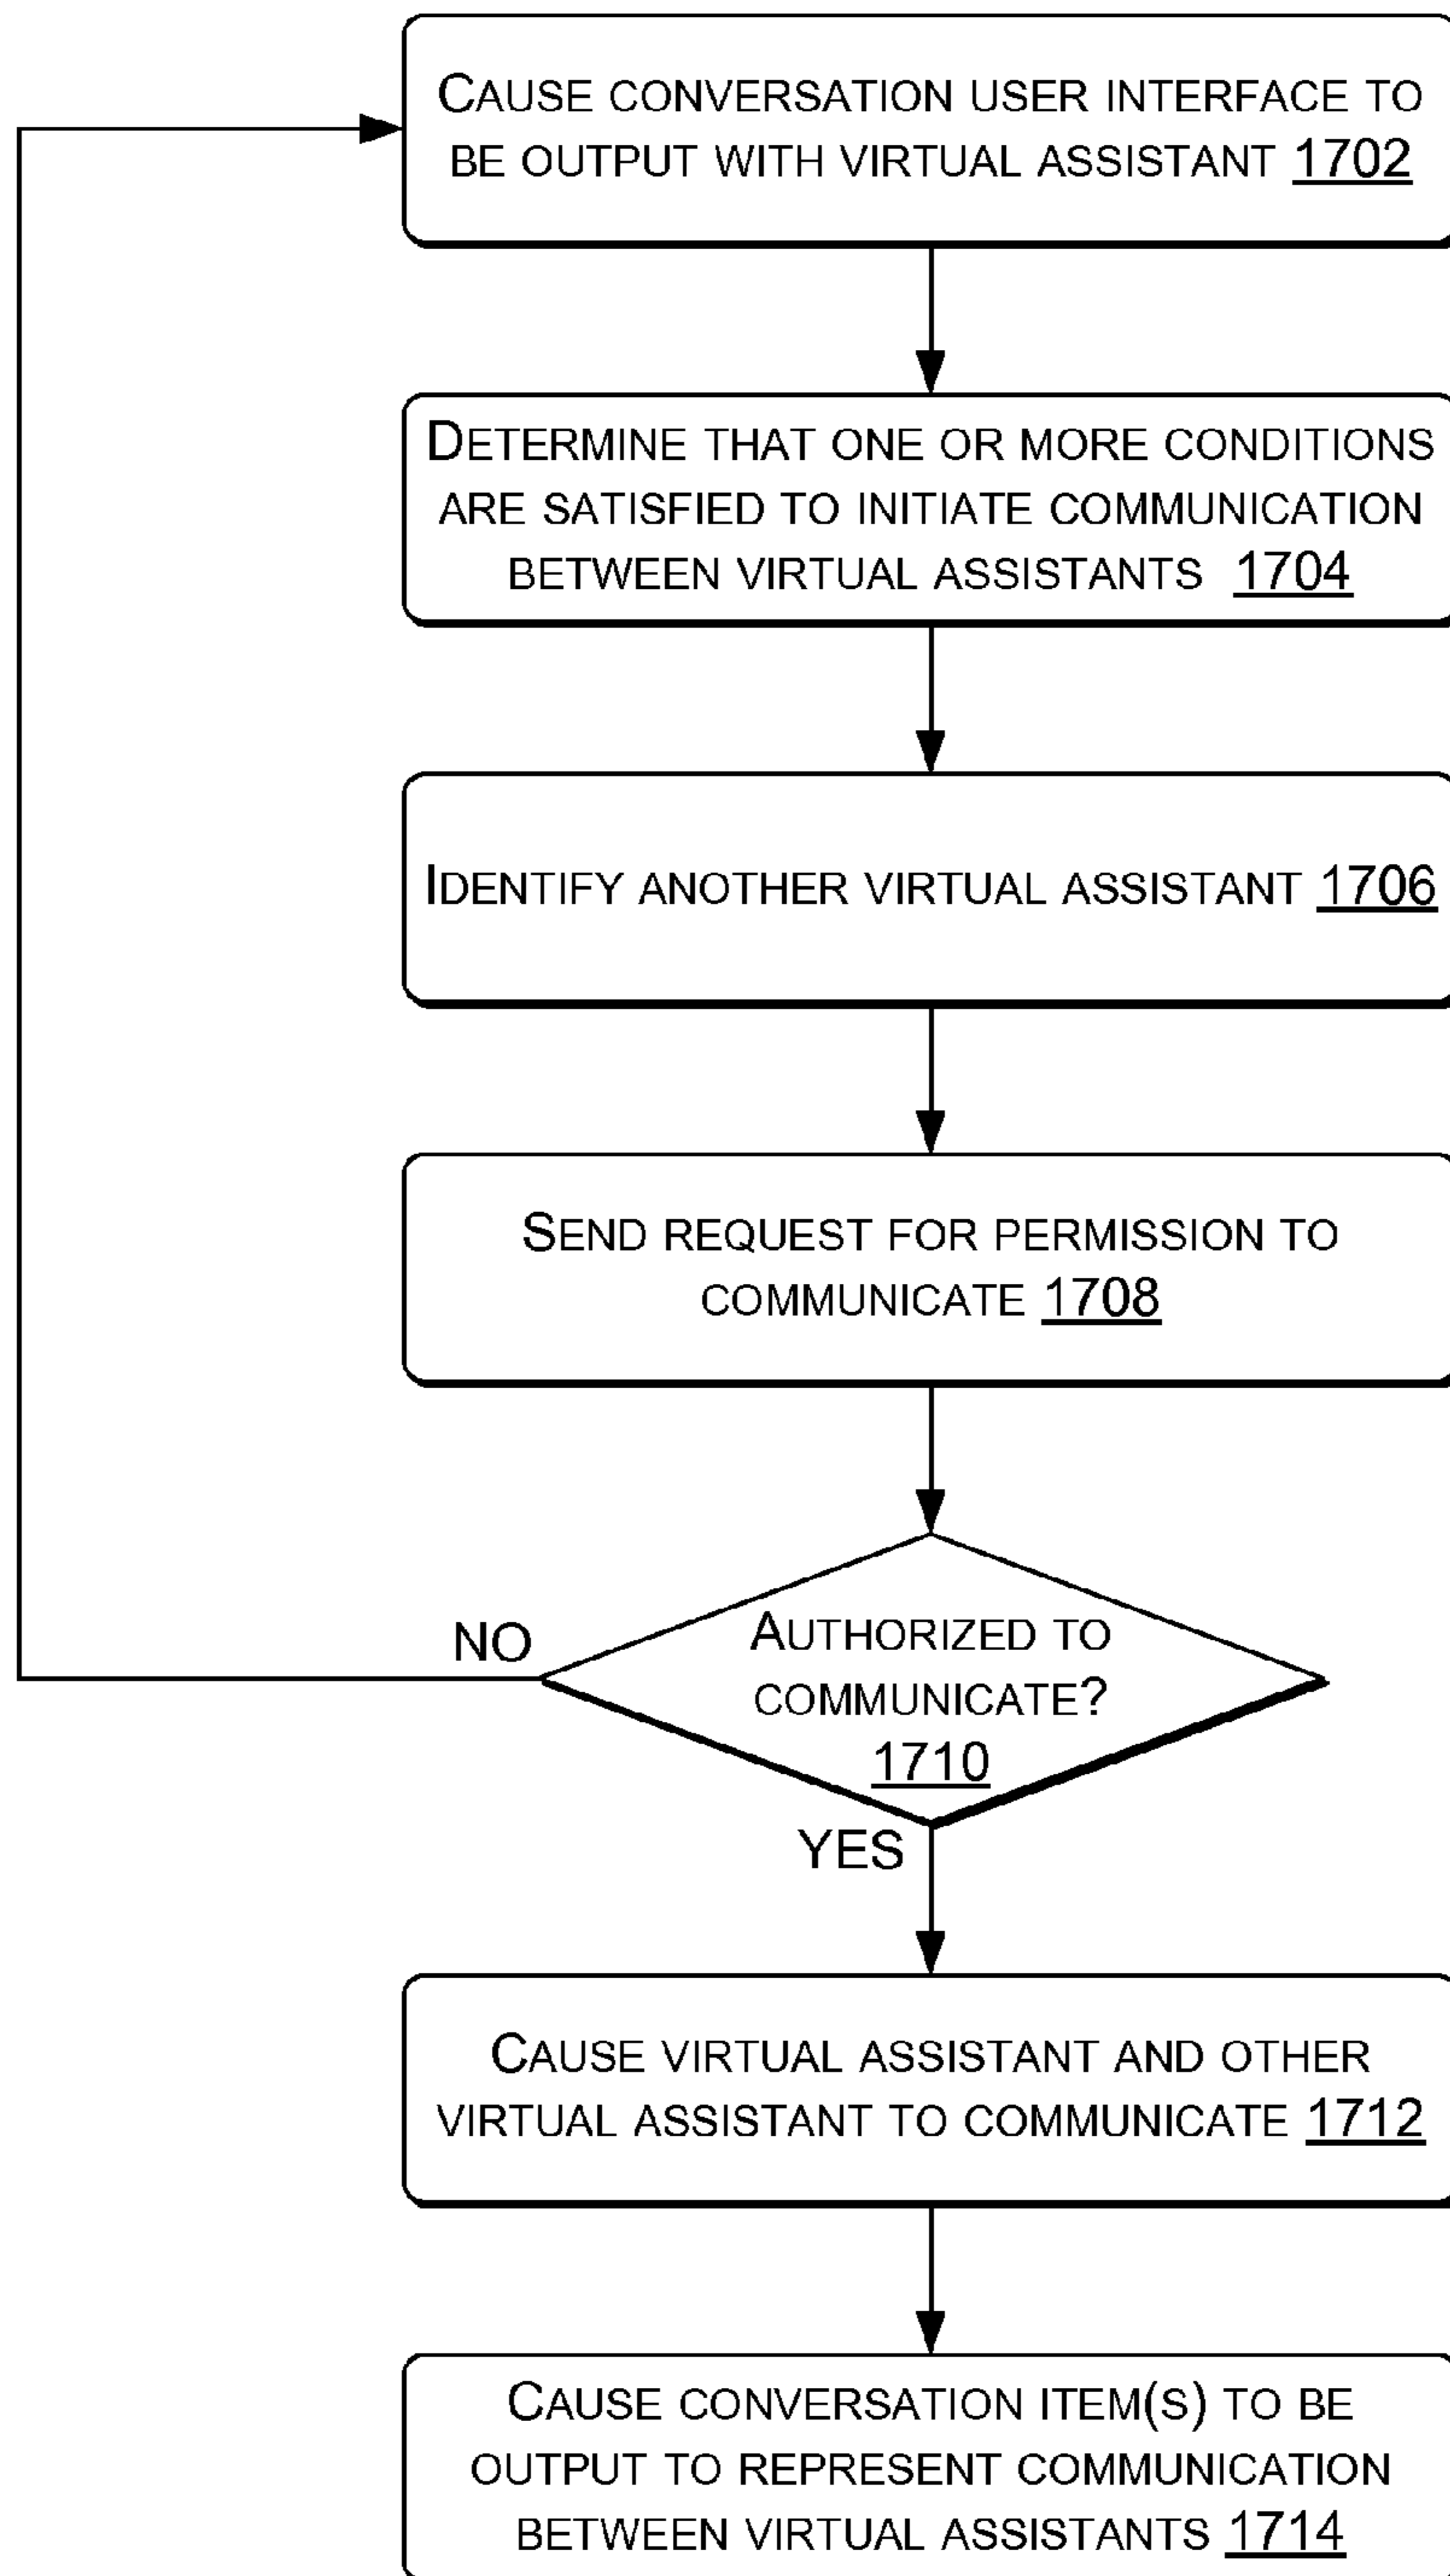 CAUSE CONVERSATION USER INTERFACE TO
BE OUTPUT WITH VIRTUAL ASSISTANT 1702
DETERMINE THAT ONE OR MORE CONDITIONS
ARE SATISFIED TO INITIATE COMMUNICATION
BETWEEN VIRTUAL ASSISTANTS 1704
IDENTIFY ANOTHER VIRTUAL ASSISTANT 1706
SEND REQUEST FOR PERMISSION TO
COMMUNICATE 1708
NO
AUTHORIZED TO
COMMUNICATE?
1710
YES
CAUSE VIRTUAL ASSISTANT AND OTHER
VIRTUAL ASSISTANT TO COMMUNICATE 1712
CAUSE CONVERSATION ITEM(S) TO BE
OUTPUT TO REPRESENT COMMUNICATION
BETWEEN VIRTUAL ASSISTANTS 1714